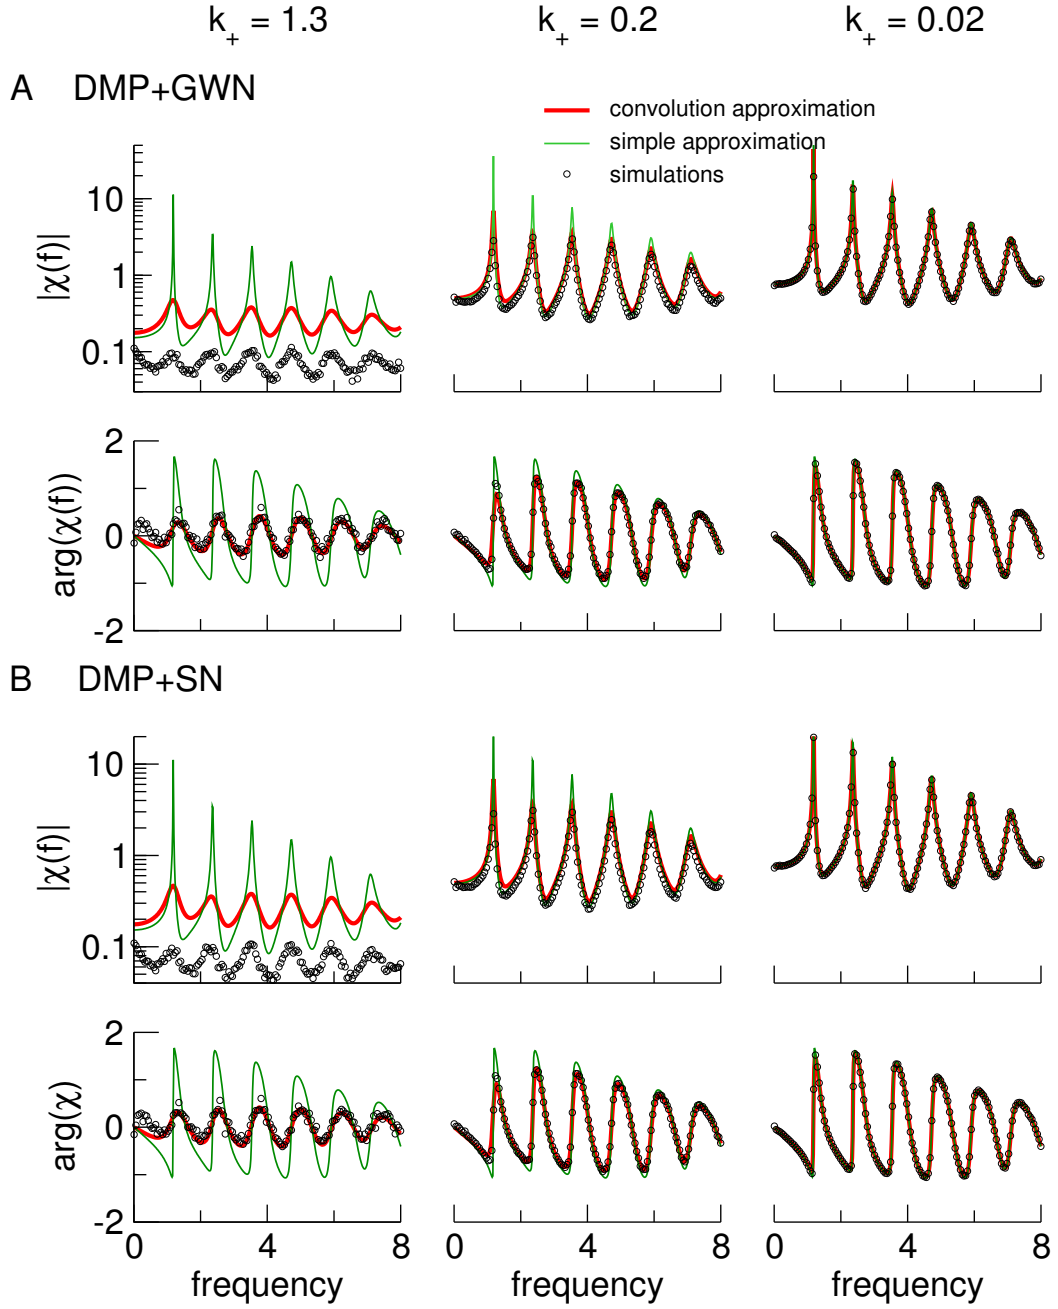 k+ = 1.3 k+ = 0.2 k+ = 0.02
A DMP+GWN
convolution approximation
simple approximation
simulations
|χ(f)|
10
1
0.1
arg(χ(f))
2
0
-2
B DMP+SN
|χ(f)|
10
1
0.1
arg(χ)
2
0
-2
0 4 8 0 4 8 0 4 8
frequency frequency frequency